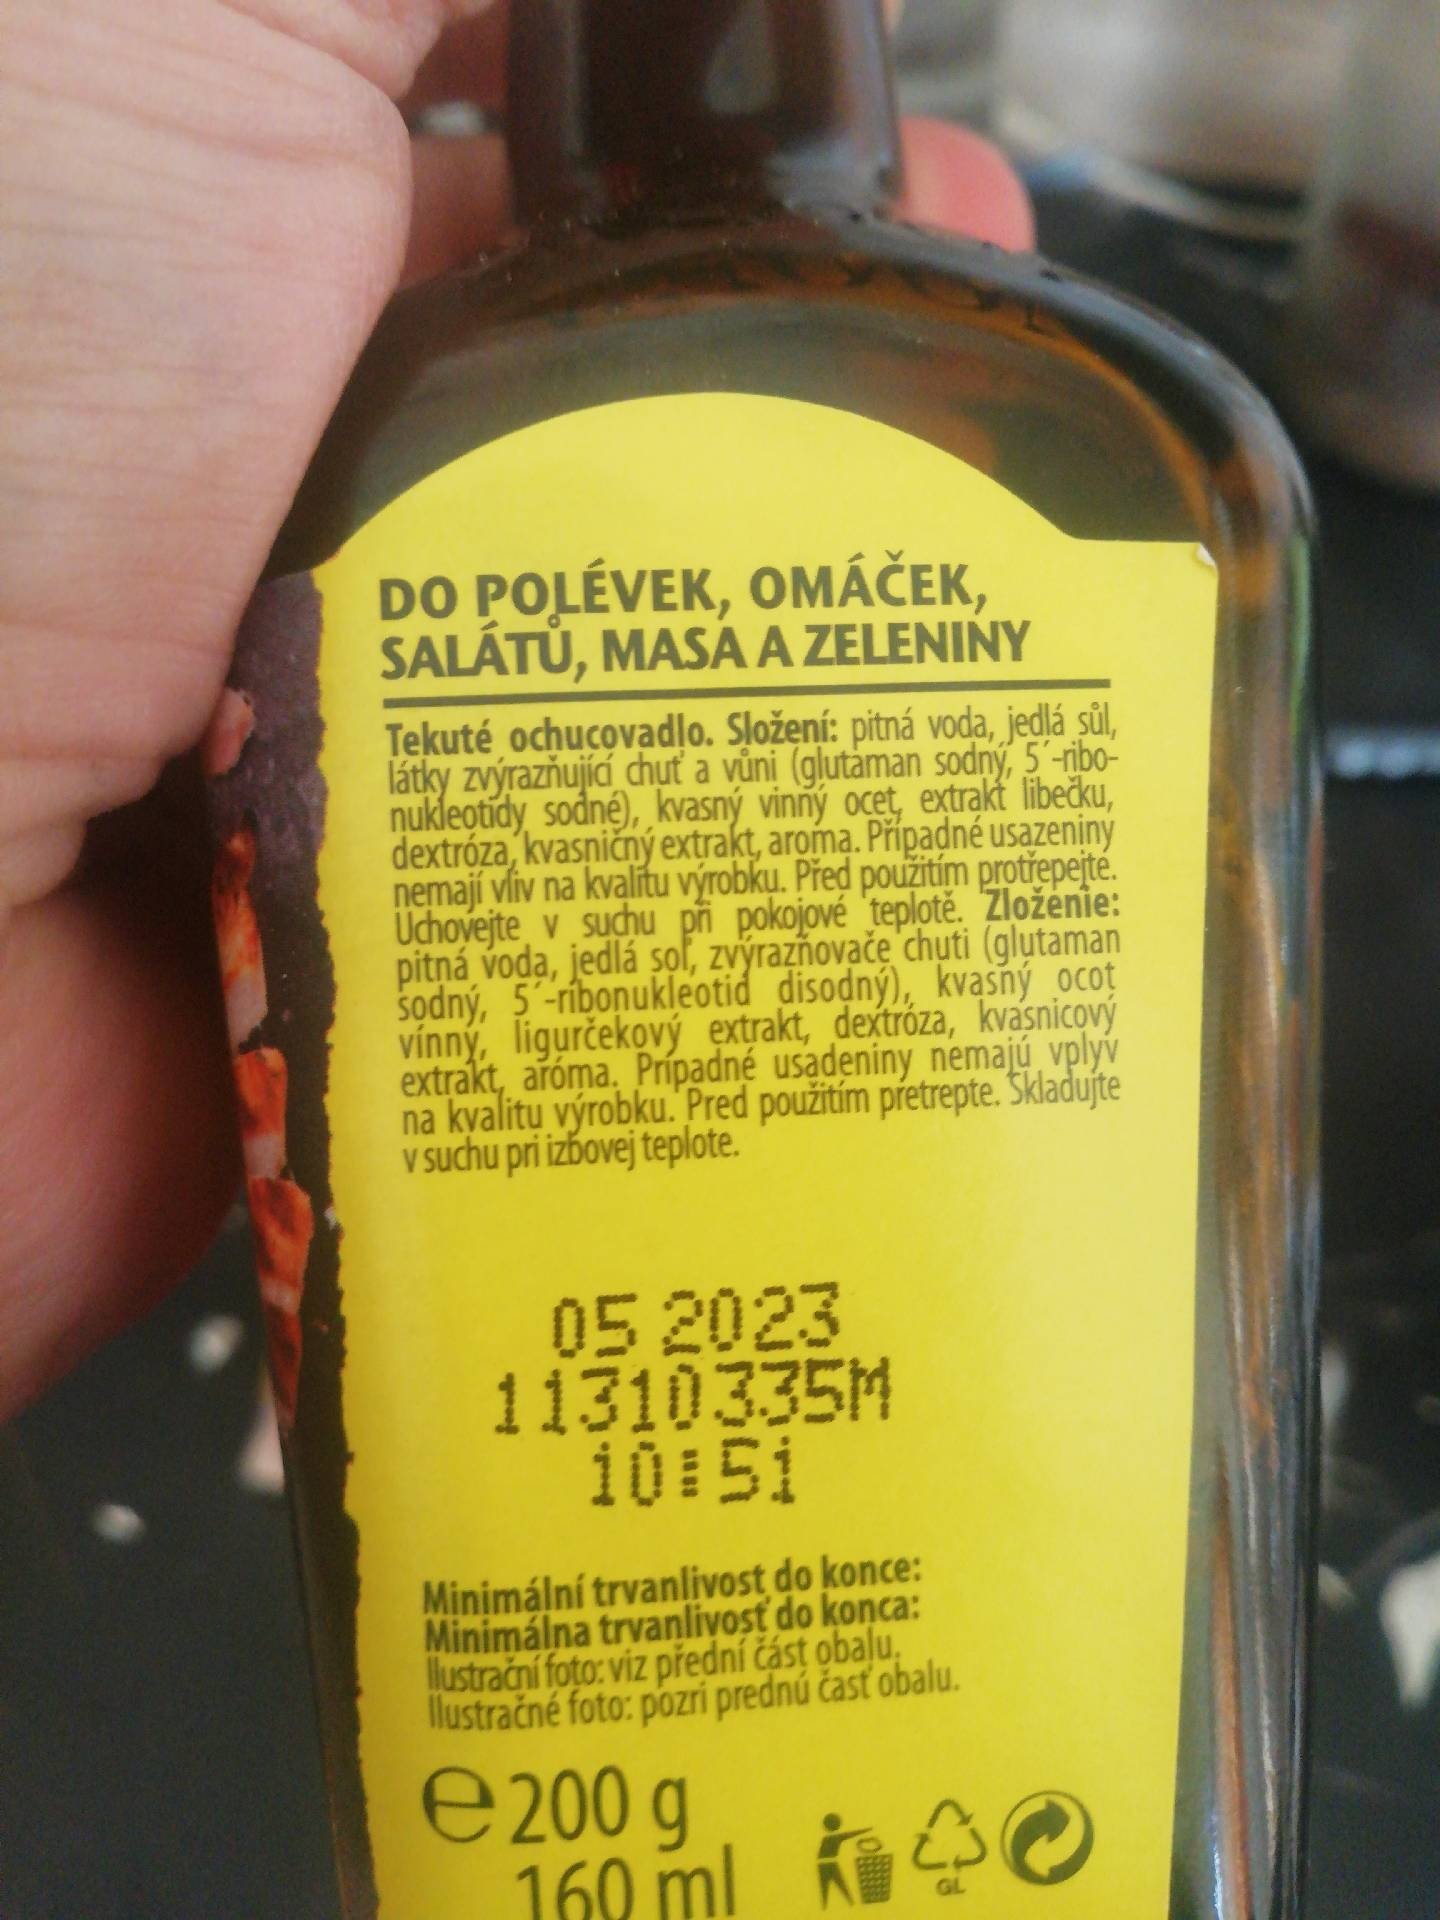 DO POLÉVEK, OMÁČEK,
SALÁTŮ, MASA A ZELENINY
Tekuté ochucovadlo. Složení: pitná voda, jedlá sůl,
látky zvýrazňující chuť a vůni (glutaman sodný, 5´-ribo-
nukleotidy sodné), kvasný vinný ocet, extrakt libečku,
dextróza, kvasničný extrakt, aroma. Případné usazeniny
nemají vliv na kvalitu výrobku. Před použitím protřepejte.
Uchovejte v suchu při pokojové teplotě. Zloženie:
pitná voda, jedlá soľ, zvýrazňovače chuti (glutaman
sodný, 5´-ribonukleotid disodný), kvasný ocot
vínny, ligurčekový extrakt, dextróza, kvasnicový
extrakt, aróma. Prípadné usadeniny nemajú vplyv
na kvalitu výrobku. Pred použitím pretrepte. Skladujte
v suchu pri izbovej teplote.
05 2023
11310335M
10:51
Minimální trvanlivost do konce:
Minimálna trvanlivosť do konca:
Ilustrační foto: viz přední část obalu.
Ilustračné foto: pozri prednú časť obalu.
e 200 g
160 ml
GL